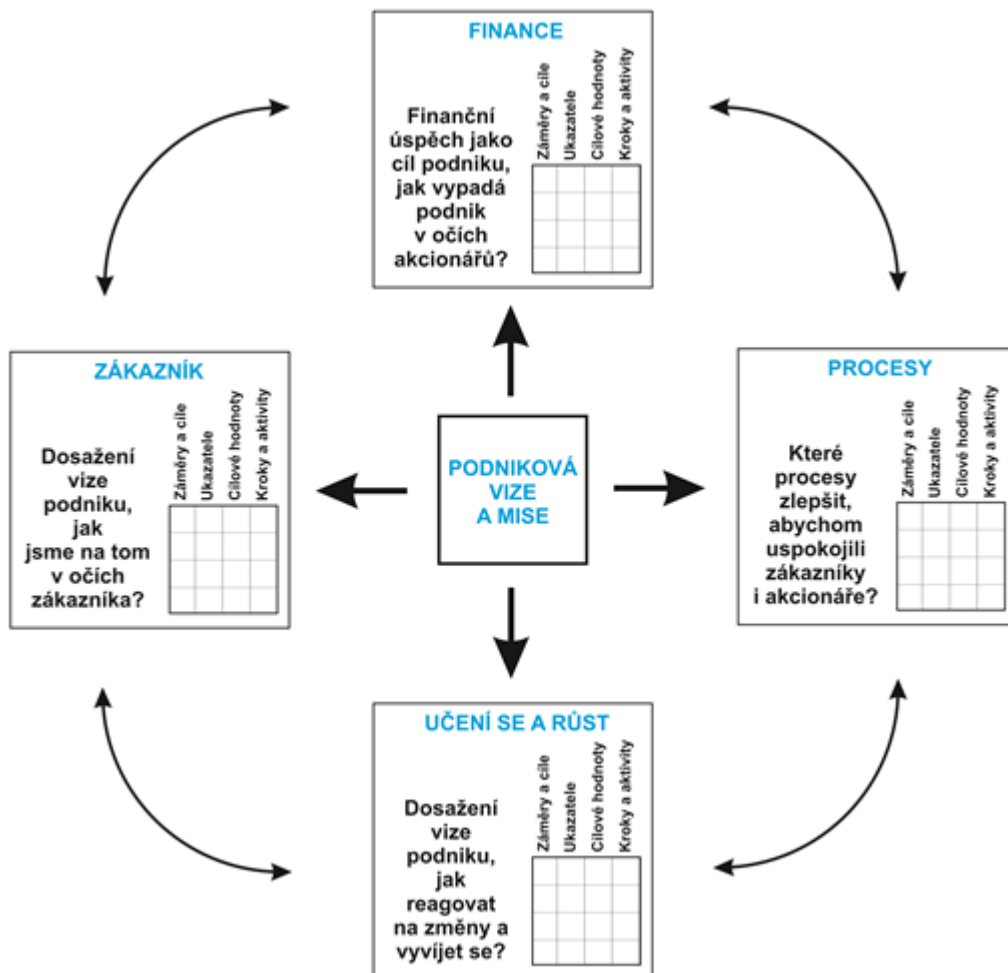 FINANCE
Finanční
úspěch jako
cíl podniku,
jak vypadá
podnik
v očích
akcionářů?
Záměry a cíle
Ukazatele
Cílové hodnoty
Kroky a aktivity
ZÁKAZNÍK
Dosažení
vize
podniku,
jak
jsme na tom
v očích
zákazníka?
Záměry a cíle
Ukazatele
Cílové hodnoty
Kroky a aktivity
PODNIKOVÁ
VIZE
A MISE
PROCESY
Které
procesy
zlepšit,
abychom
uspokojili
zákazníky
i akcionáře?
Záměry a cíle
Ukazatele
Cílové hodnoty
Kroky a aktivity
UČENÍ SE A RŮST
Dosažení
vize
podniku,
jak
reagovat
na změny a
vyvíjet se?
Záměry a cíle
Ukazatele
Cílové hodnoty
Kroky a aktivity